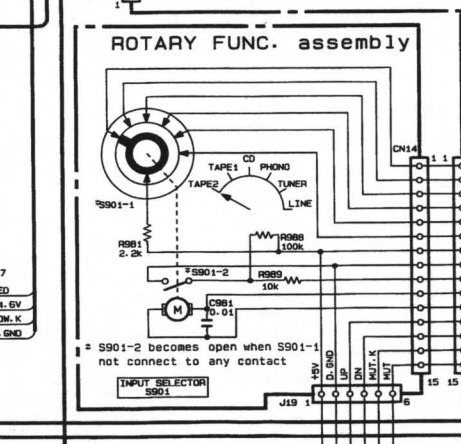 1
ROTARY FUNC. assembly
CN14
1 1
CD
TAPE1 PHONO
TAPE2 TUNER
LINE
*S901-1
R981
2.2k
R988
100k
7
*S901-2
R989
10k
ED
4.6V
OW.K
.GND
M
C981
0.01
* S901-2 becomes open when S901-1
not connect to any contact
+5V
D.GND
UP
DN
MUT.K
MUT
INPUT SELECTOR
S901
15 15
J19 1 6